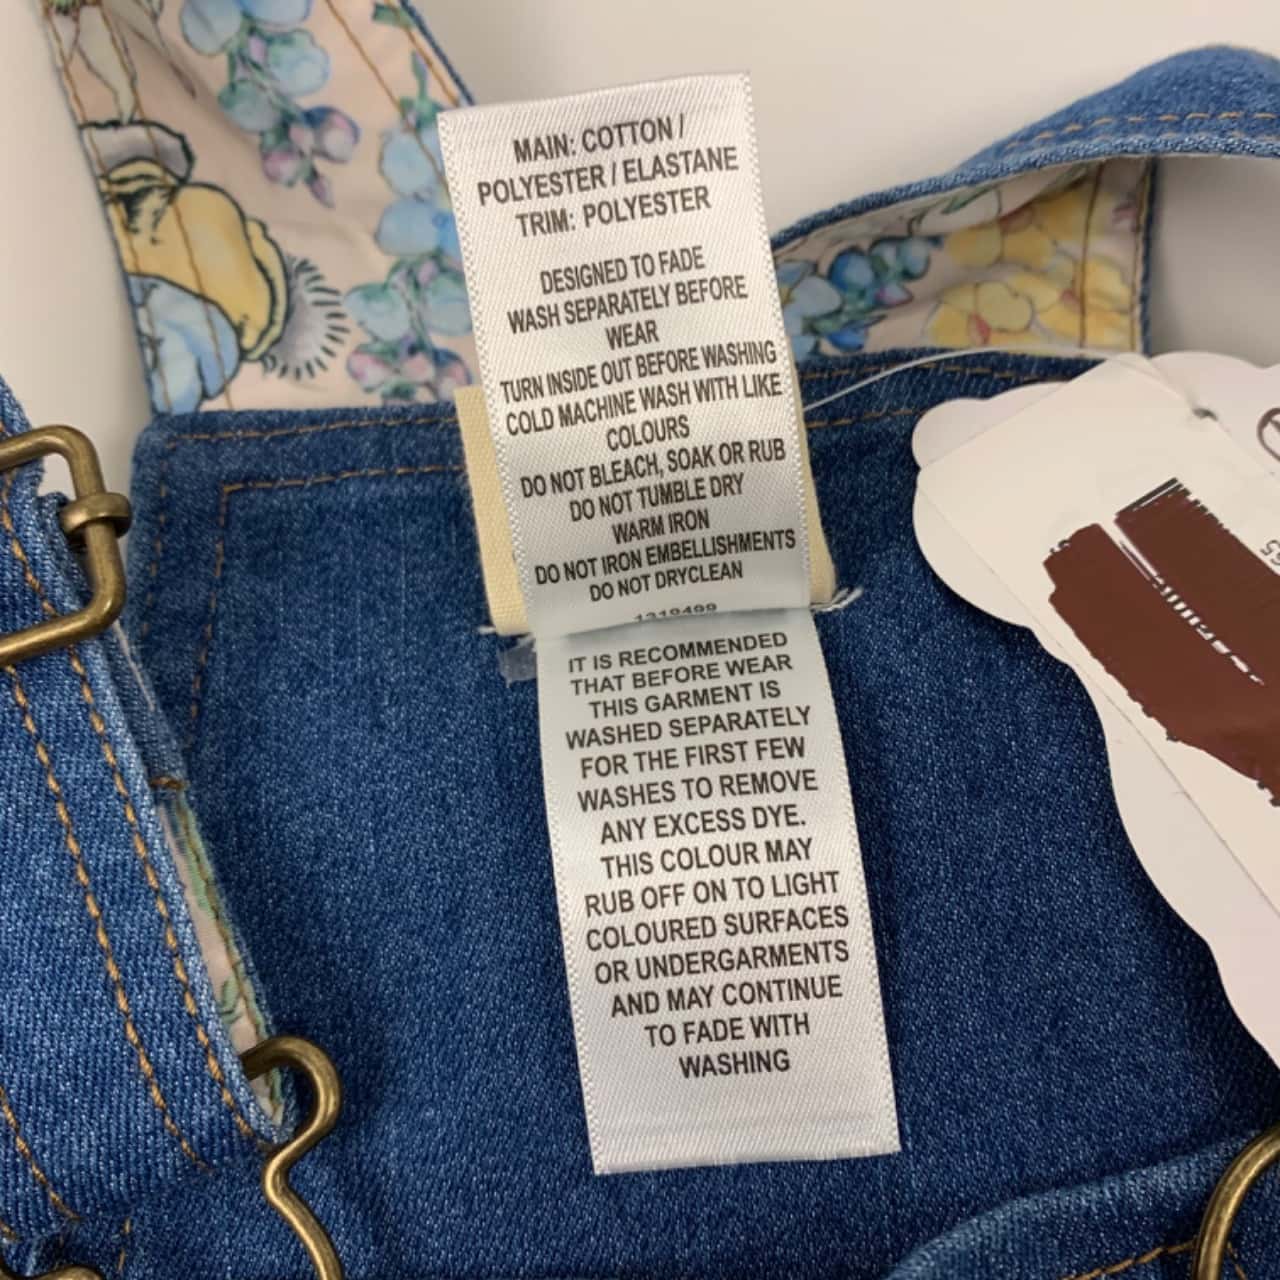 MAIN: COTTON /
POLYESTER / ELASTANE
TRIM: POLYESTER
DESIGNED TO FADE
WASH SEPARATELY BEFORE
WEAR
TURN INSIDE OUT BEFORE WASHING
COLD MACHINE WASH WITH LIKE
COLOURS
DO NOT BLEACH, SOAK OR RUB
DO NOT TUMBLE DRY
WARM IRON
DO NOT IRON EMBELLISHMENTS
DO NOT DRYCLEAN
1318499
IT IS RECOMMENDED
THAT BEFORE WEAR
THIS GARMENT IS
WASHED SEPARATELY
FOR THE FIRST FEW
WASHES TO REMOVE
ANY EXCESS DYE.
THIS COLOUR MAY
RUB OFF ON TO LIGHT
COLOURED SURFACES
OR UNDERGARMENTS
AND MAY CONTINUE
TO FADE WITH
WASHING